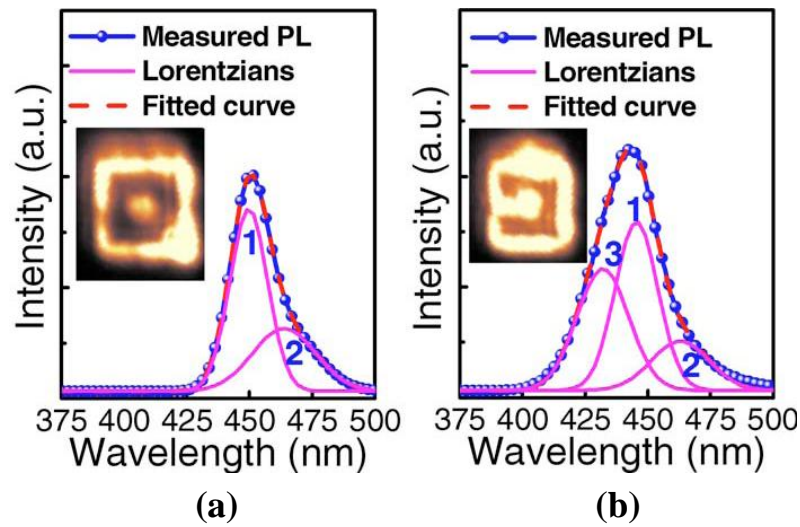 Measured PL
Lorentzians
Fitted curve
1
2
Intensity (a.u.)
375 400 425 450 475 500
Wavelength (nm)
(a)
Measured PL
Lorentzians
Fitted curve
1
3
2
Intensity (a.u.)
375 400 425 450 475 500
Wavelength (nm)
(b)